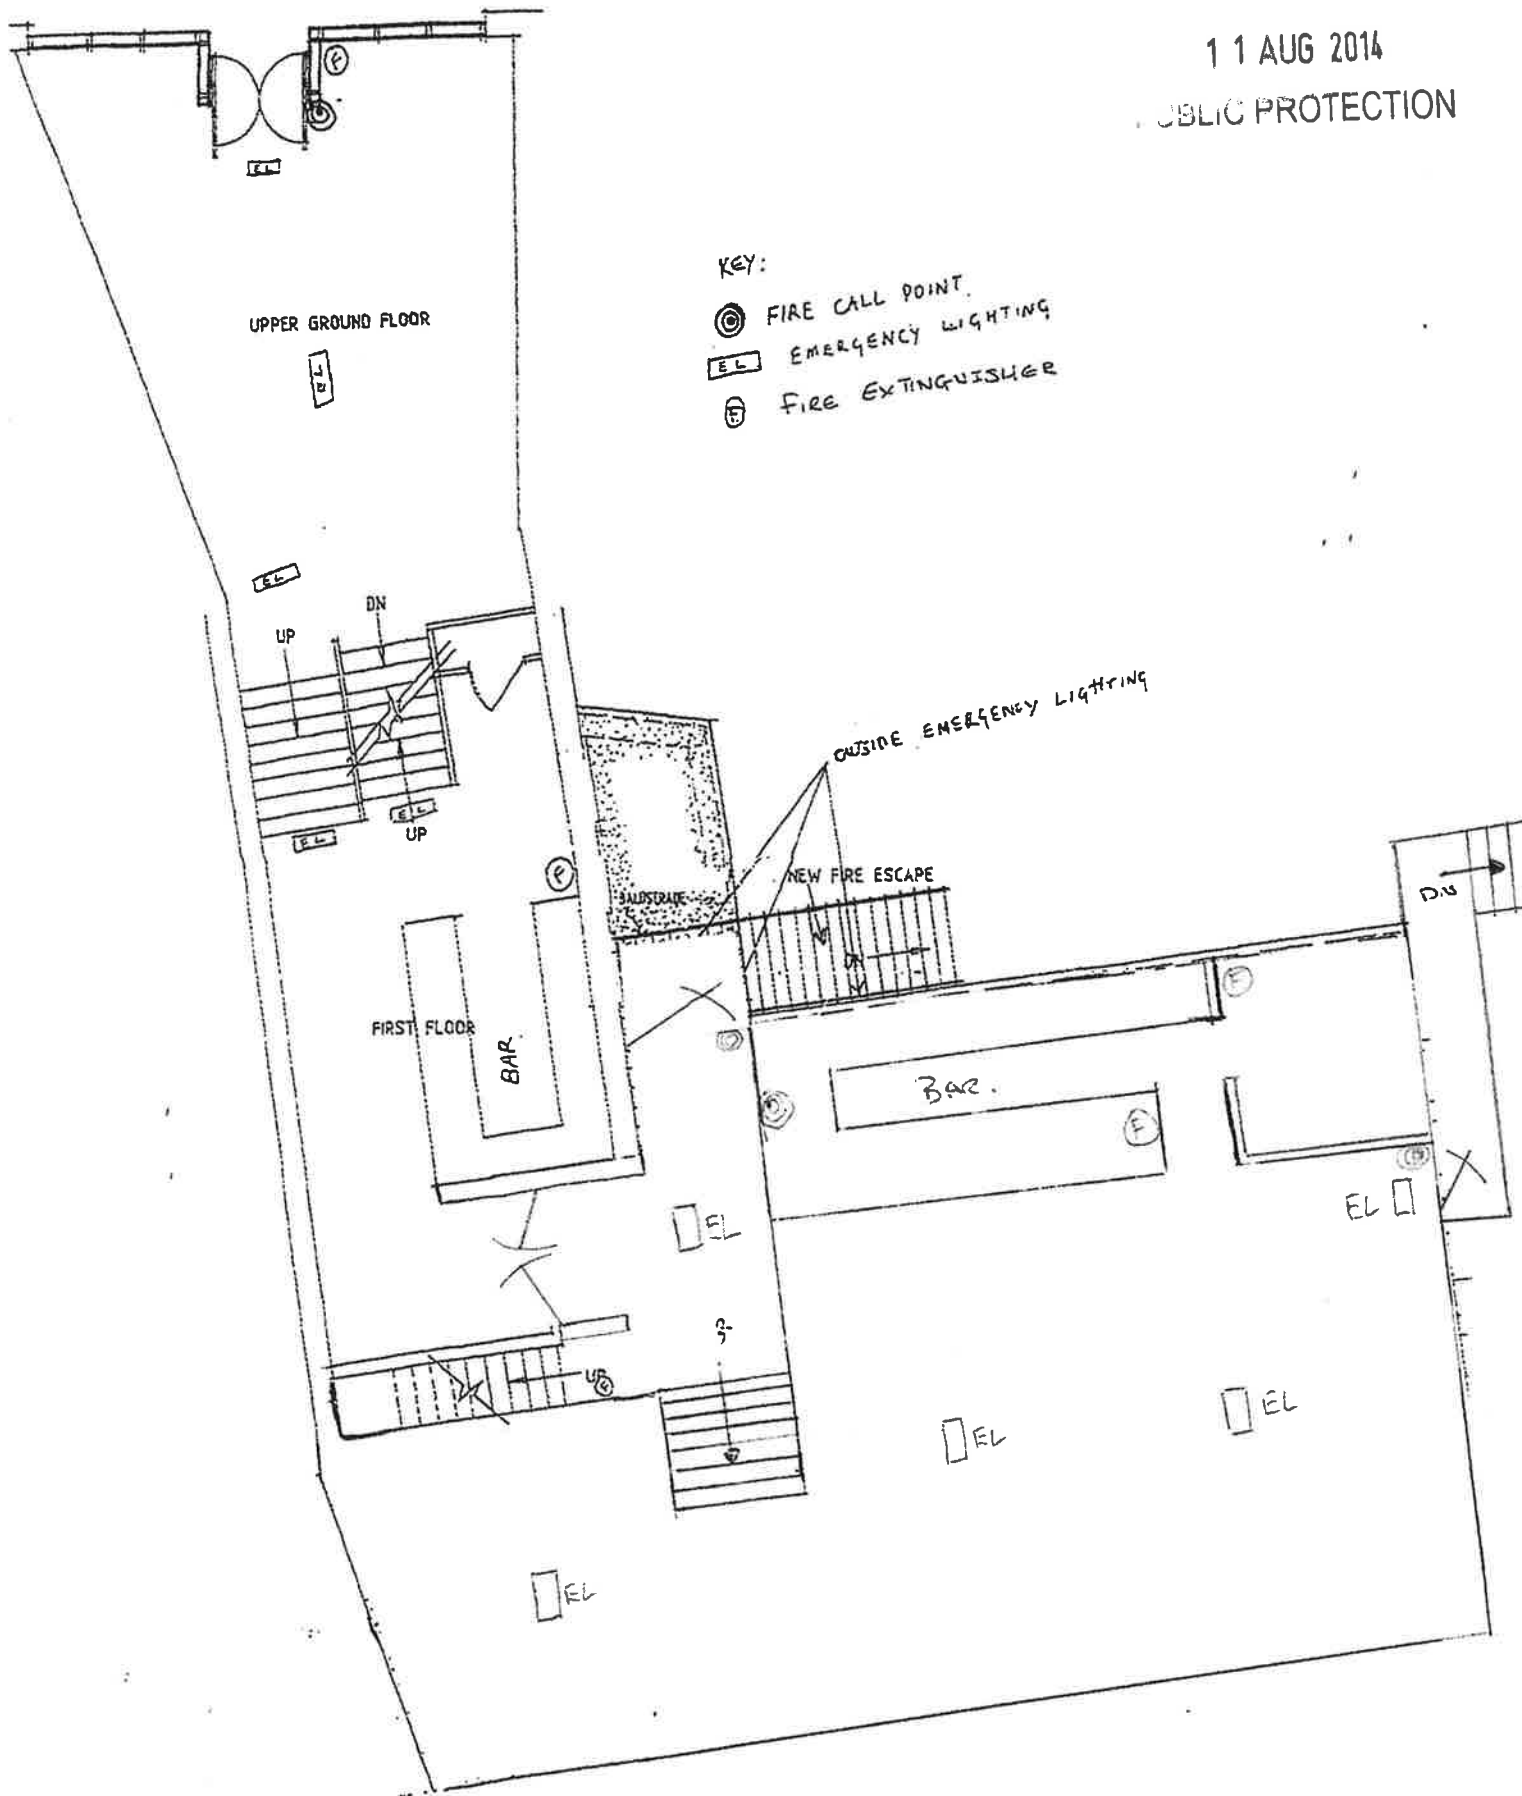 1 1 AUG 2014
PUBLIC PROTECTION
F
EL
KEY:
FIRE CALL POINT.
EL EMERGENCY LIGHTING
F FIRE EXTINGUISHER
UPPER GROUND FLOOR
EL
EL
DN
UP
OUTSIDE EMERGENCY LIGHTING
EL
EL
UP
F
NEW FIRE ESCAPE
BALUSTRADE
DN
F
FIRST FLOOR
BAR.
BAR.
F
EL
EL
UP
F
EL
EL
EL